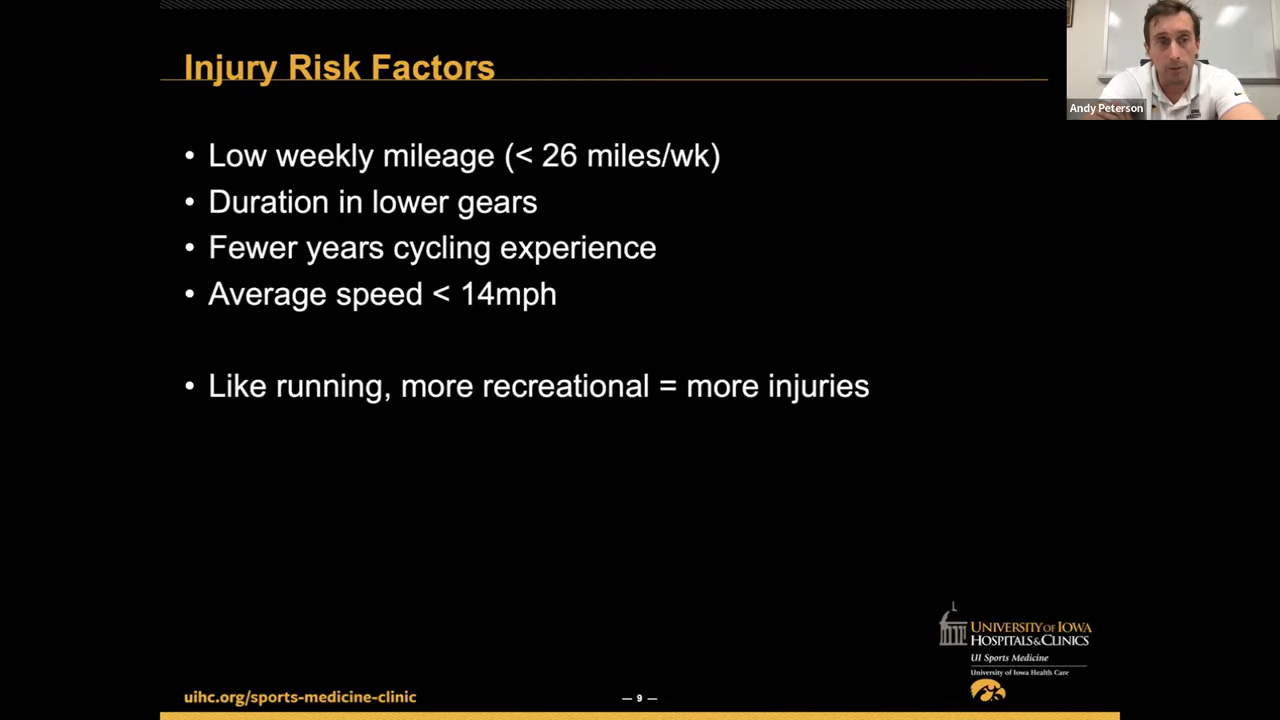 Injury Risk Factors
Andy Peterson
• Low weekly mileage (< 26 miles/wk)
• Duration in lower gears
• Fewer years cycling experience
• Average speed < 14mph
• Like running, more recreational = more injuries
UNIVERSITY OF IOWA
HOSPITALS & CLINICS
UI Sports Medicine
University of Iowa Health Care
uihc.org/sports-medicine-clinic
— 9 —